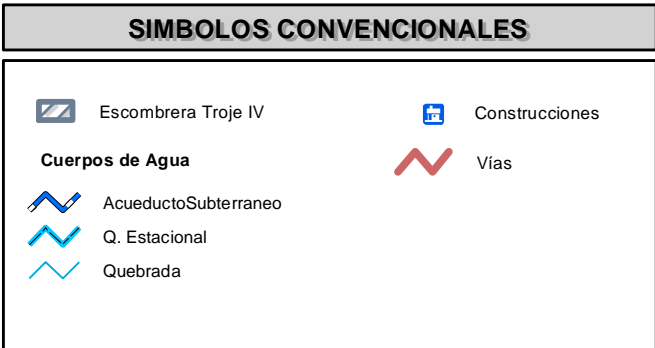 SIMBOLOS CONVENCIONALES
Escombrera Troje IV
Cuerpos de Agua
AcueductoSubterraneo
Q. Estacional
Quebrada
Construcciones
Vías